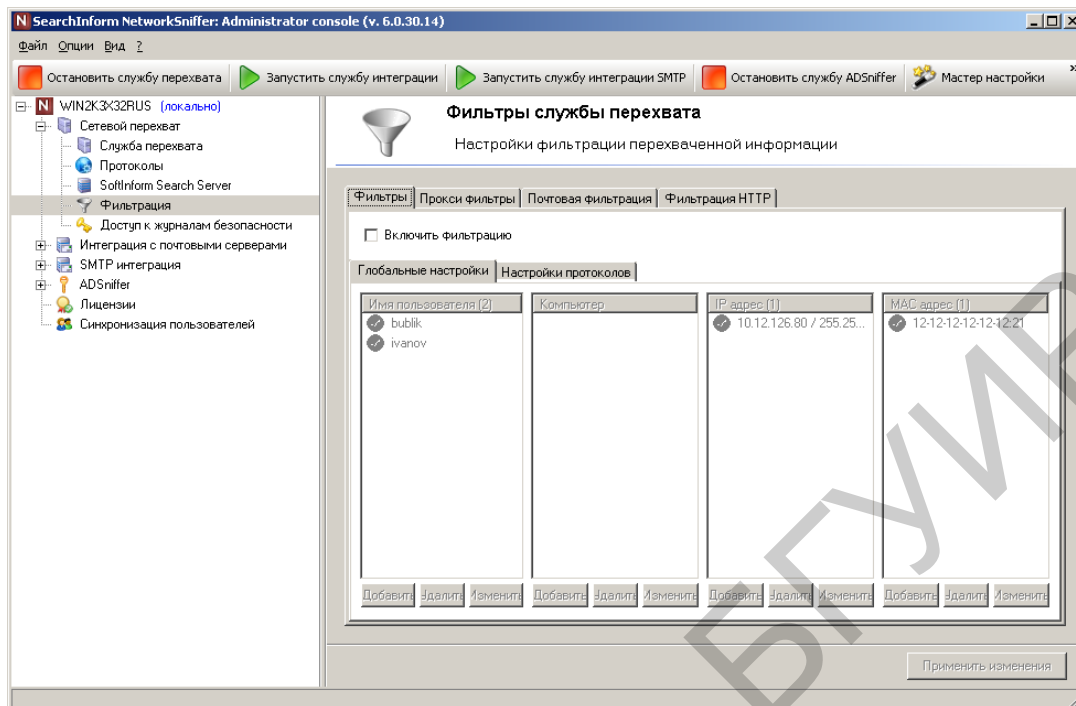 SearchInform NetworkSniffer: Administrator console (v. 6.0.30.14)
Файл Опции Вид ?
Остановить службу перехвата Запустить службу интеграции Запустить службу интеграции SMTP Остановить службу ADSniffer Мастер настройки »
WIN2K3X32RUS (локально)
Сетевой перехват
Служба перехвата
Протоколы
SoftInform Search Server
Фильтрация
Доступ к журналам безопасности
Интеграция с почтовыми серверами
SMTP интеграция
ADSniffer
Лицензии
Синхронизация пользователей
Фильтры службы перехвата
Настройки фильтрации перехваченной информации
Фильтры Прокси фильтры Почтовая фильтрация Фильтрация HTTP
Включить фильтрацию
Глобальные настройки Настройки протоколов
Имя пользователя (2) Компьютер IP адрес (1) MAC адрес (1)
bublik 10.12.126.80 / 255.25... 12-12-12-12-12-12:21
ivanov
Добавить Удалить Изменить Добавить Удалить Изменить Добавить Удалить Изменить Добавить Удалить Изменить
Применить изменения
БГУИР